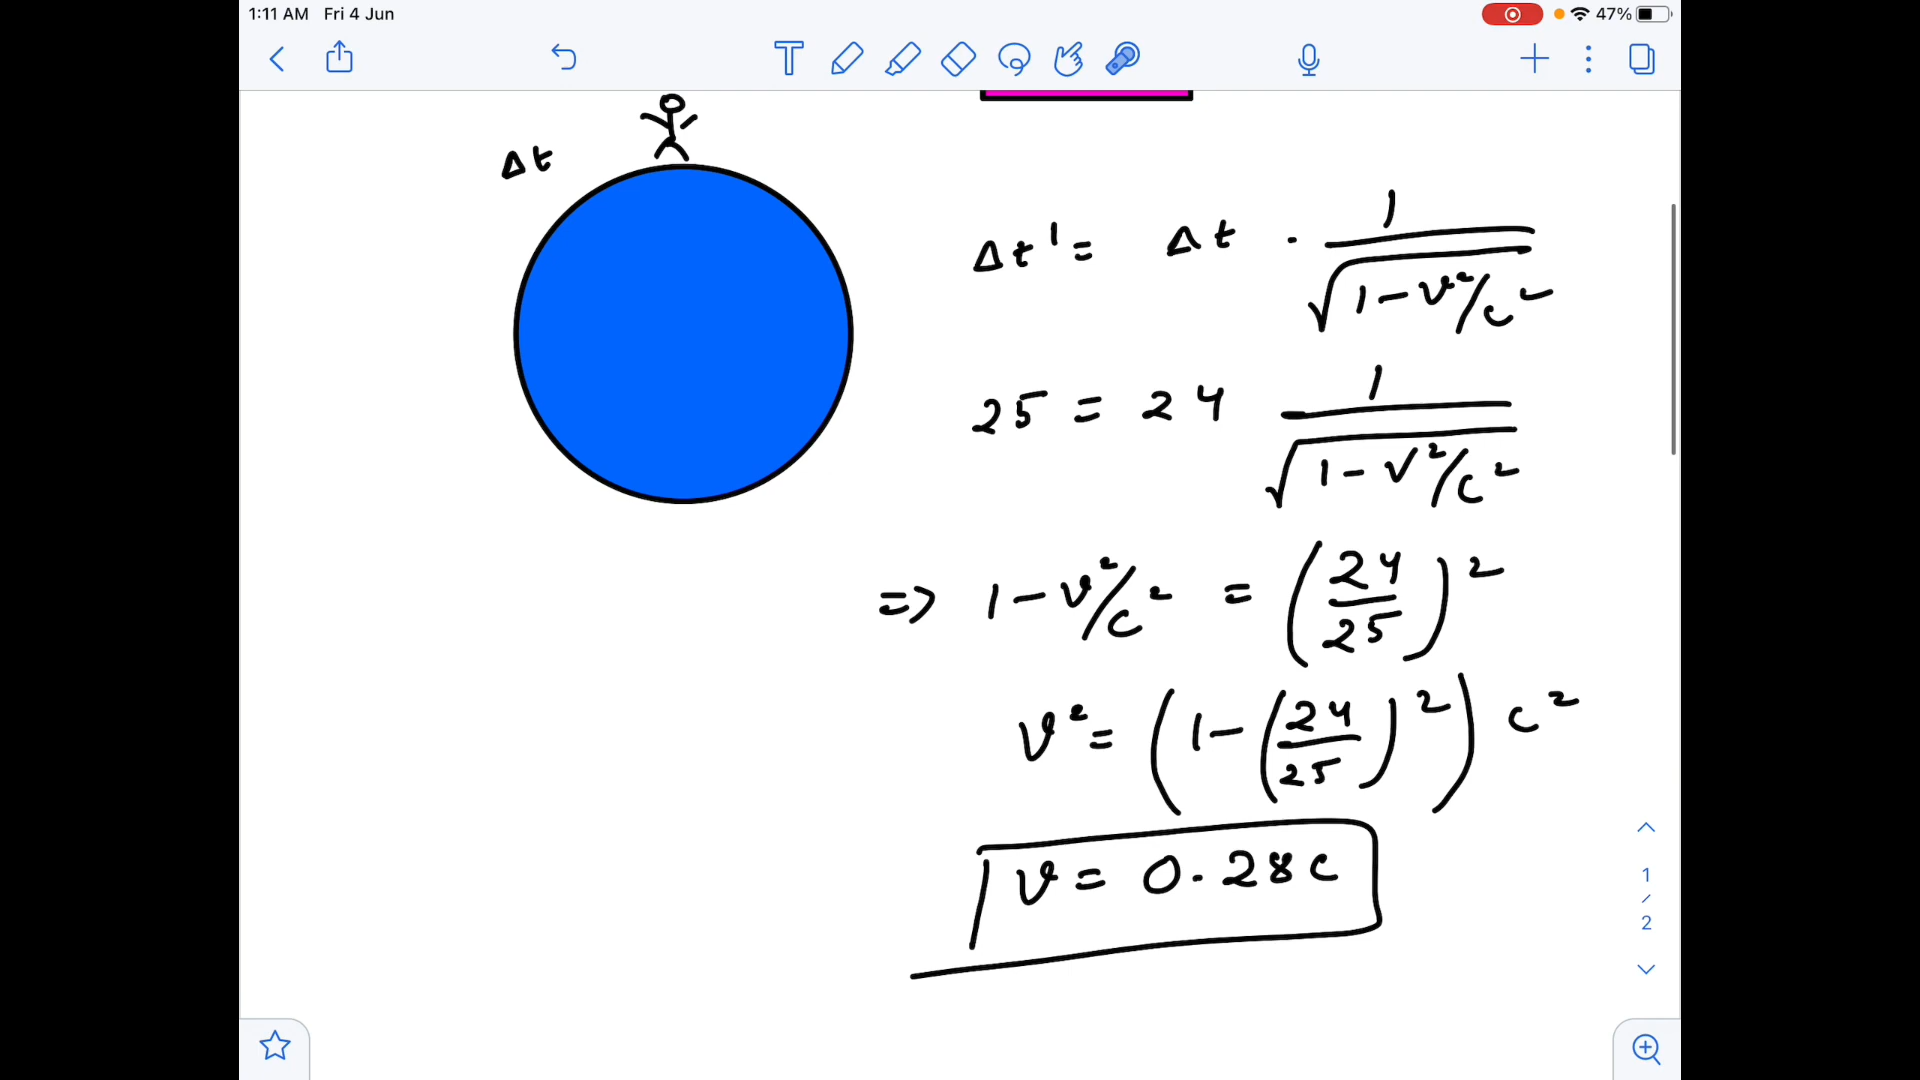 1:11 AM Fri 4 Jun 47%
T
Δt
Δt' = Δt · 1/√(1-v²/c²)
25 = 24 1/√(1-v²/c²)
=> 1-v²/c² = (24/25)²
v² = (1-(24/25)²) c²
v = 0.28c
1
/
2